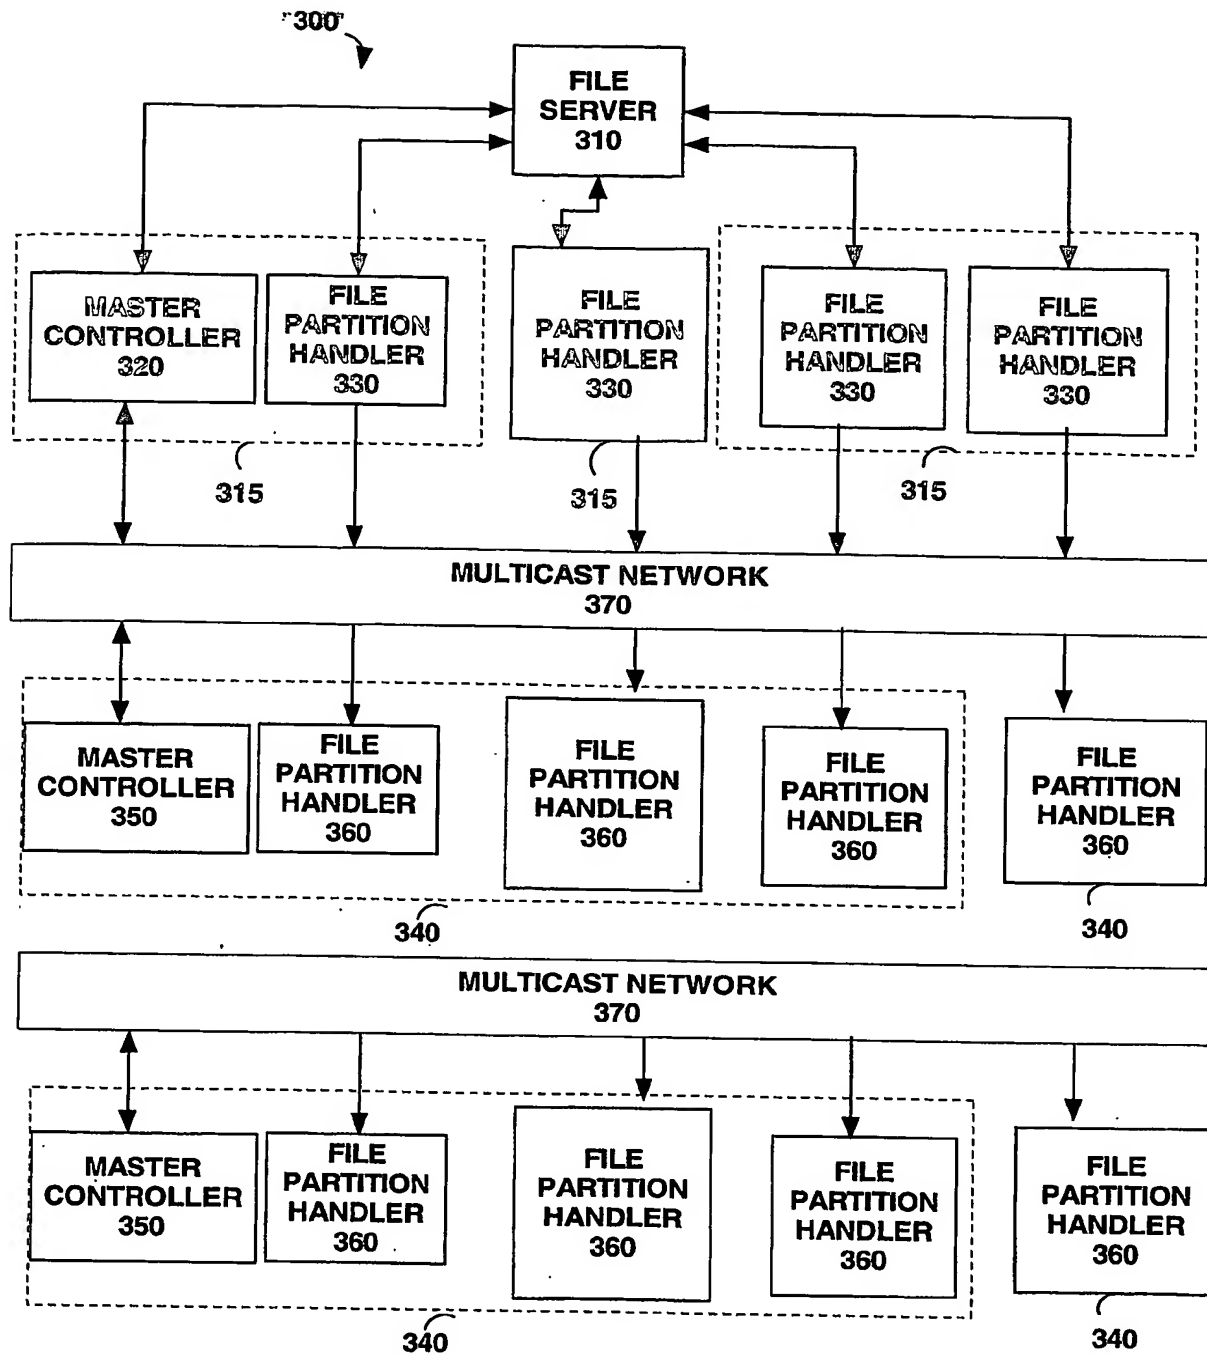 300
FILE
SERVER
310
MASTER
CONTROLLER
320
FILE
PARTITION
HANDLER
330
FILE
PARTITION
HANDLER
330
FILE
PARTITION
HANDLER
330
FILE
PARTITION
HANDLER
330
315
315
315
MULTICAST NETWORK
370
MASTER
CONTROLLER
350
FILE
PARTITION
HANDLER
360
FILE
PARTITION
HANDLER
360
FILE
PARTITION
HANDLER
360
FILE
PARTITION
HANDLER
360
340
340
MULTICAST NETWORK
370
MASTER
CONTROLLER
350
FILE
PARTITION
HANDLER
360
FILE
PARTITION
HANDLER
360
FILE
PARTITION
HANDLER
360
FILE
PARTITION
HANDLER
360
340
340